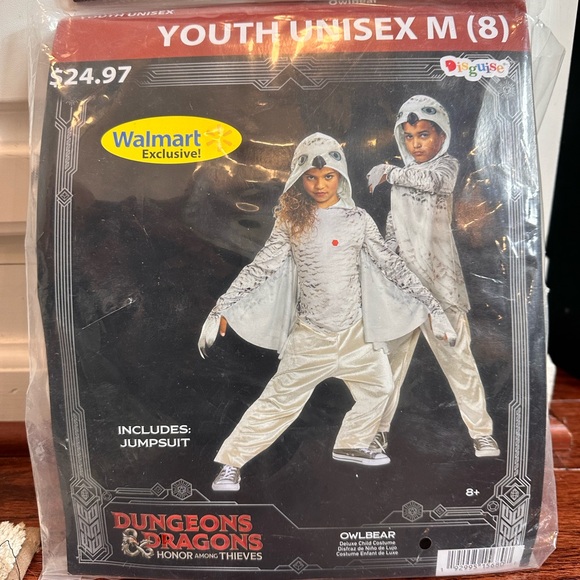 Owlbear
YOUTH UNISEX M (8)
$24.97
Disguise
Walmart
Exclusive!
INCLUDES:
JUMPSUIT
8+
DUNGEONS
& DRAGONS
HONOR AMONG THIEVES
OWLBEAR
Deluxe Child Costume
Disfraz de Niño de Lujo
Costume Enfant de Luxe